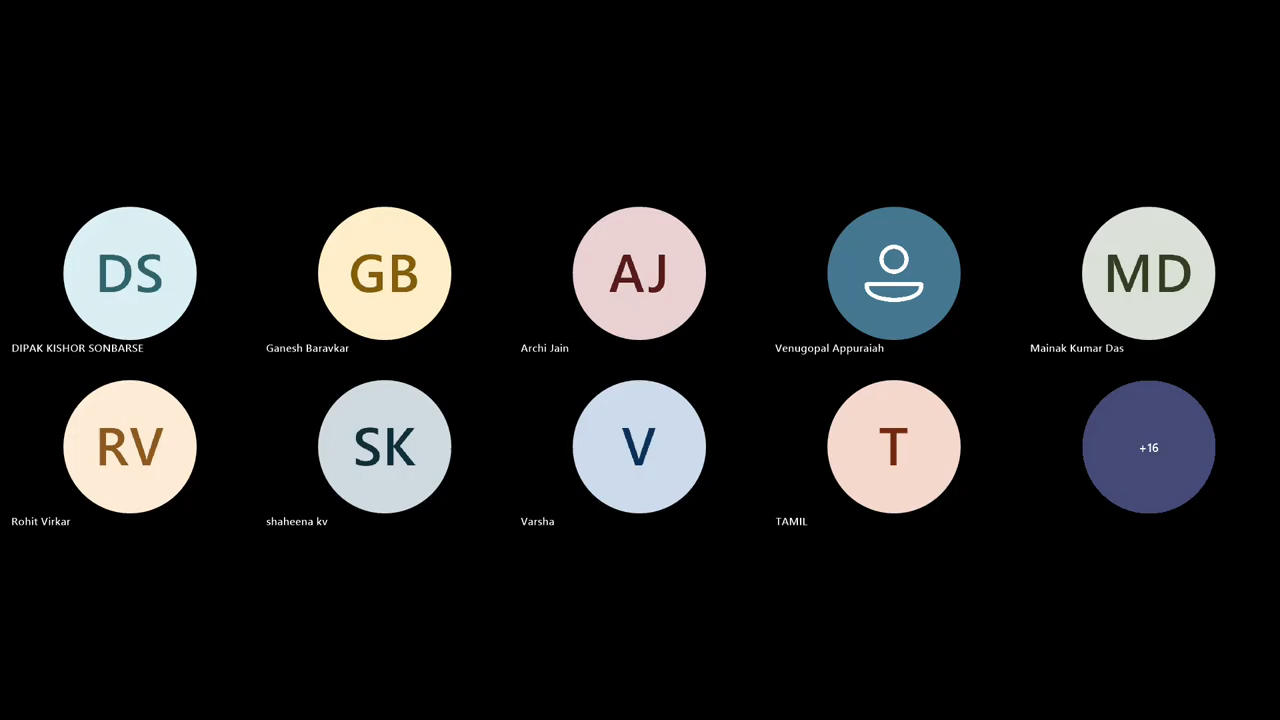 DS
GB
AJ
MD
DIPAK KISHOR SONBARSE
Ganesh Baravkar
Archi Jain
Venugopal Appuraiah
Mainak Kumar Das
RV
SK
V
T
+16
Rohit Virkar
shaheena kv
Varsha
TAMIL